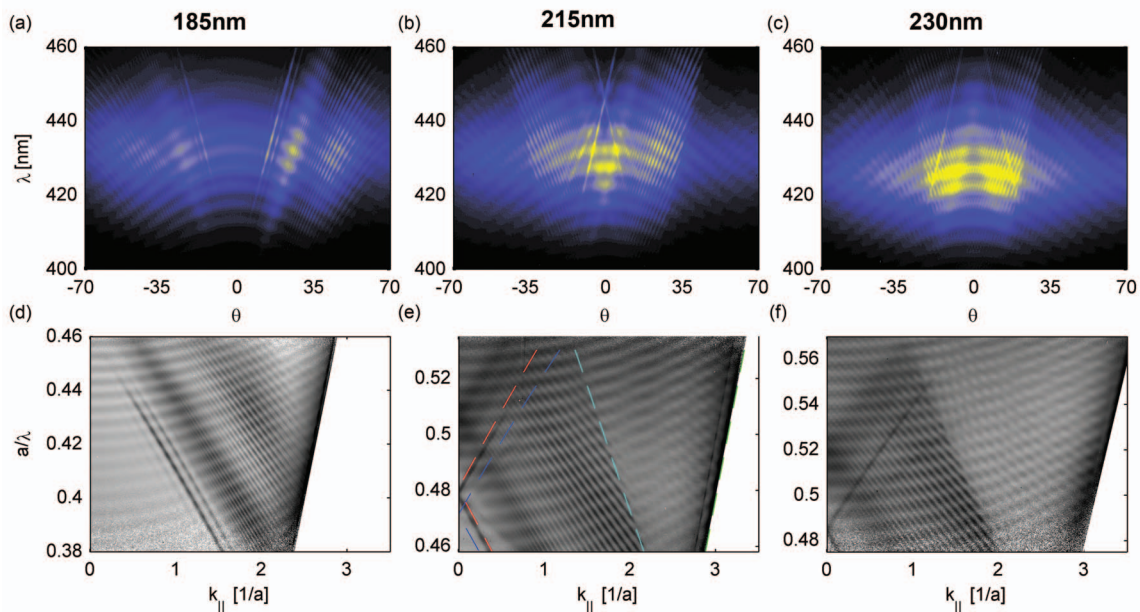 (a) 185nm (b) 215nm (c) 230nm
460 460 460
440 440 440
λ [nm]
420 420 420
400 400 400
-70 -35 0 35 70 -70 -35 0 35 70 -70 -35 0 35 70
(d) θ (e) θ (f) θ
0.46
0.44
0.42
0.4
0.38
a/λ
0 1 2 3
k|| [1/a]
0.52
0.5
0.48
0.46
0 1 2 3
k|| [1/a]
0.56
0.54
0.52
0.5
0.48
0 1 2 3
k|| [1/a]